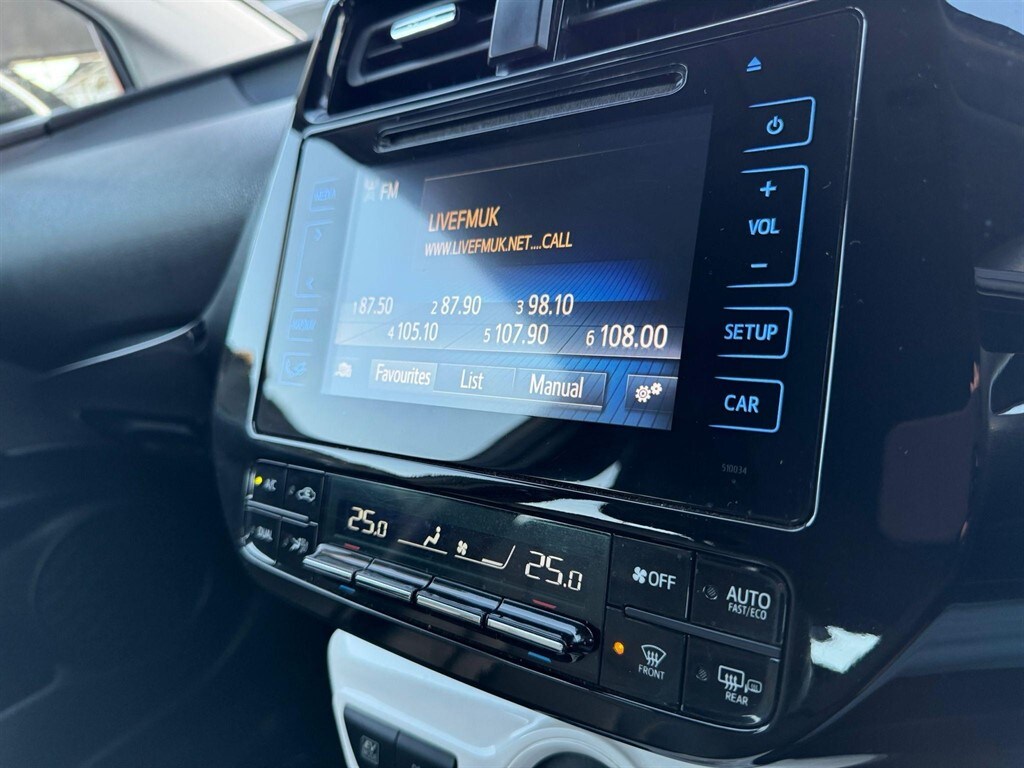 FM
LIVEFMUK
WWW.LIVEFMUK.NET....CALL
1 87.50 2 87.90 3 98.10
4 105.10 5 107.90 6 108.00
Favourites List Manual
+
VOL
−
SETUP
CAR
510034
A/C
25.0 25.0
OFF
AUTO
FAST/ECO
FRONT
REAR
EV